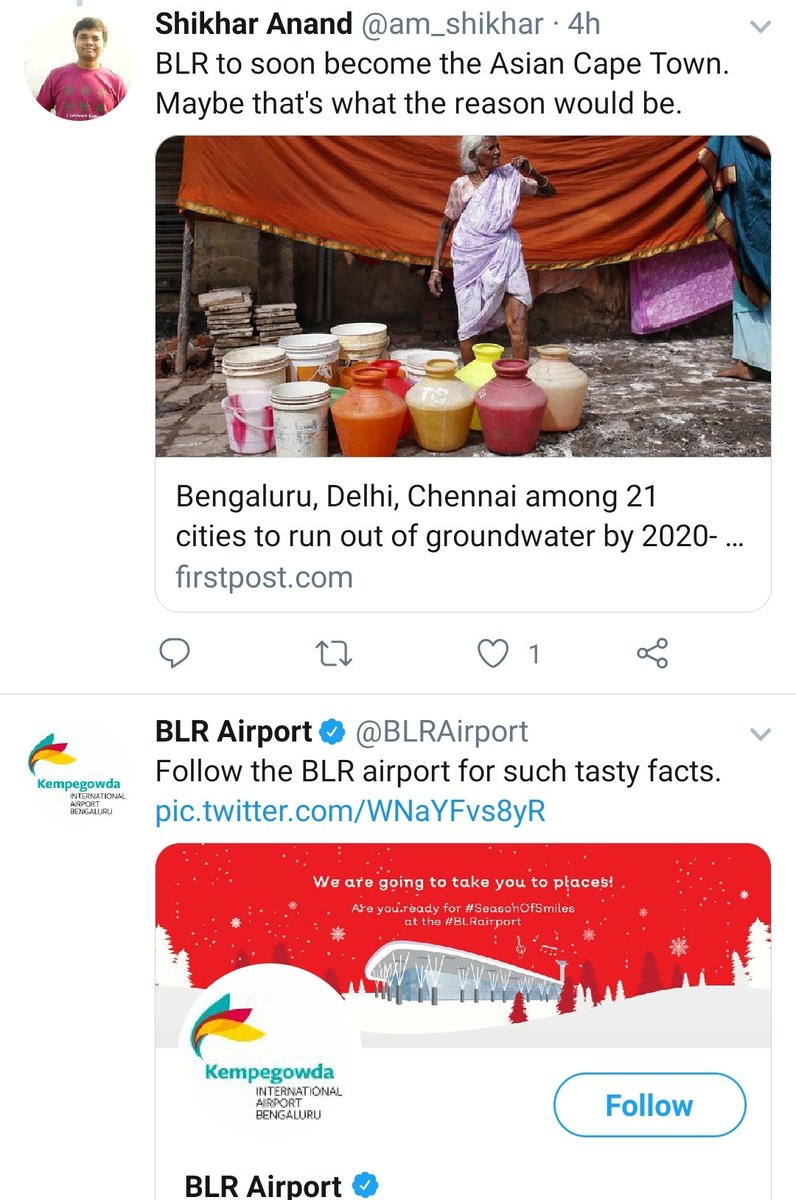 Shikhar Anand @am_shikhar · 4h
BLR to soon become the Asian Cape Town.
Maybe that's what the reason would be.
TG
Bengaluru, Delhi, Chennai among 21
cities to run out of groundwater by 2020- ...
firstpost.com
1
BLR Airport @BLRAirport
Follow the BLR airport for such tasty facts.
pic.twitter.com/WNaYFvs8yR
Kempegowda
INTERNATIONAL
AIRPORT
BENGALURU
We are going to take you to places!
Are you ready for #SeasonOfSmiles
at the #BLRairport
Kempegowda
INTERNATIONAL
AIRPORT
BENGALURU
Follow
BLR Airport